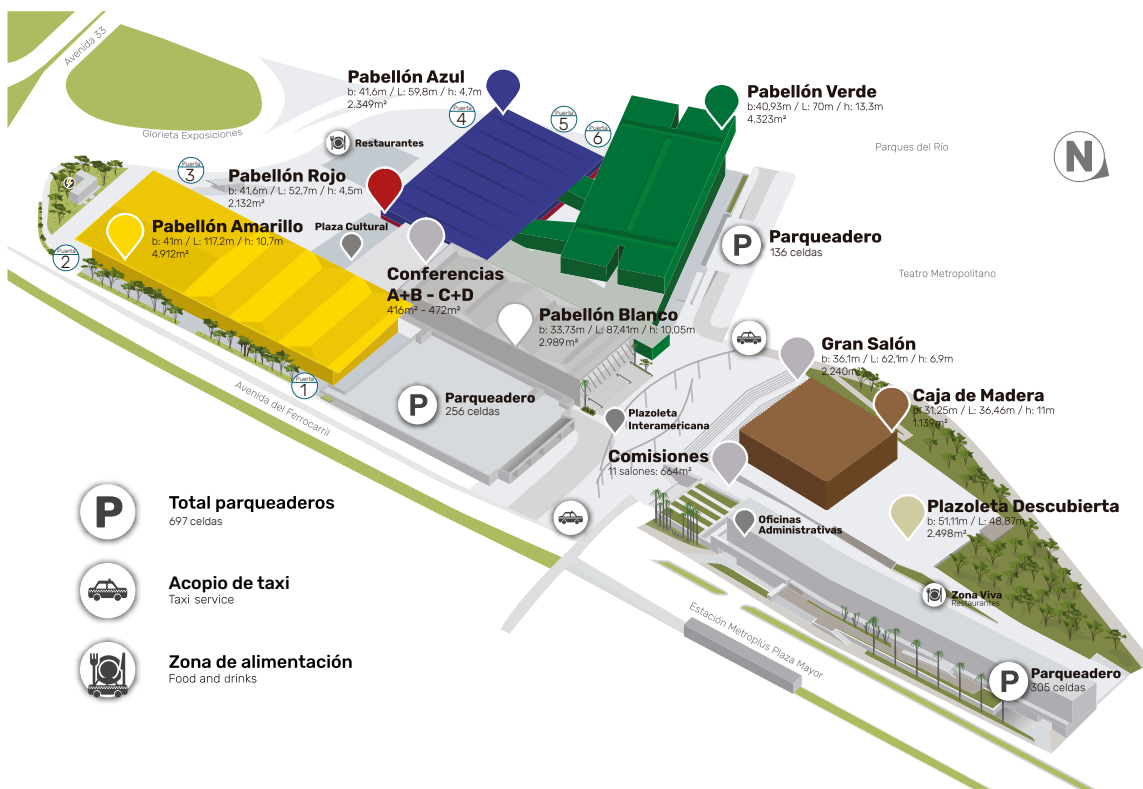 Avenida 33
Glorieta Exposiciones
Pabellón Azul
b: 41,6m / L: 59,8m / h: 4,7m
2.349m²
Puerta
4
Puerta
5
Puerta
6
Pabellón Verde
b:40,93m / L: 70m / h: 13,3m
4.323m²
Parques del Río
N
Restaurantes
Puerta
3
Pabellón Rojo
b: 41,6m / L: 52,7m / h: 4,5m
2.132m²
Pabellón Amarillo
b: 41m / L: 117,2m / h: 10,7m
4.912m²
Plaza Cultural
Puerta
2
P
Parqueadero
136 celdas
Teatro Metropolitano
Conferencias
A+B - C+D
416m² - 472m²
Pabellón Blanco
b: 33,73m / L: 87,41m / h: 10,05m
2.989m²
Gran Salón
b: 36,1m / L: 62,1m / h: 6,9m
2.240m²
Puerta
1
Avenida del Ferrocarril
P
Parqueadero
256 celdas
Caja de Madera
b: 31,25m / L: 36,46m / h: 11m
1.139m²
Plazoleta
Interamericana
Comisiones
11 salones: 664m²
Plazoleta Descubierta
b: 51,11m / L: 48,87m
2.498m²
Oficinas
Administrativas
P
Total parqueaderos
697 celdas
Acopio de taxi
Taxi service
Zona de alimentación
Food and drinks
Zona Viva
Restaurantes
Estación Metroplús Plaza Mayor
P
Parqueadero
305 celdas